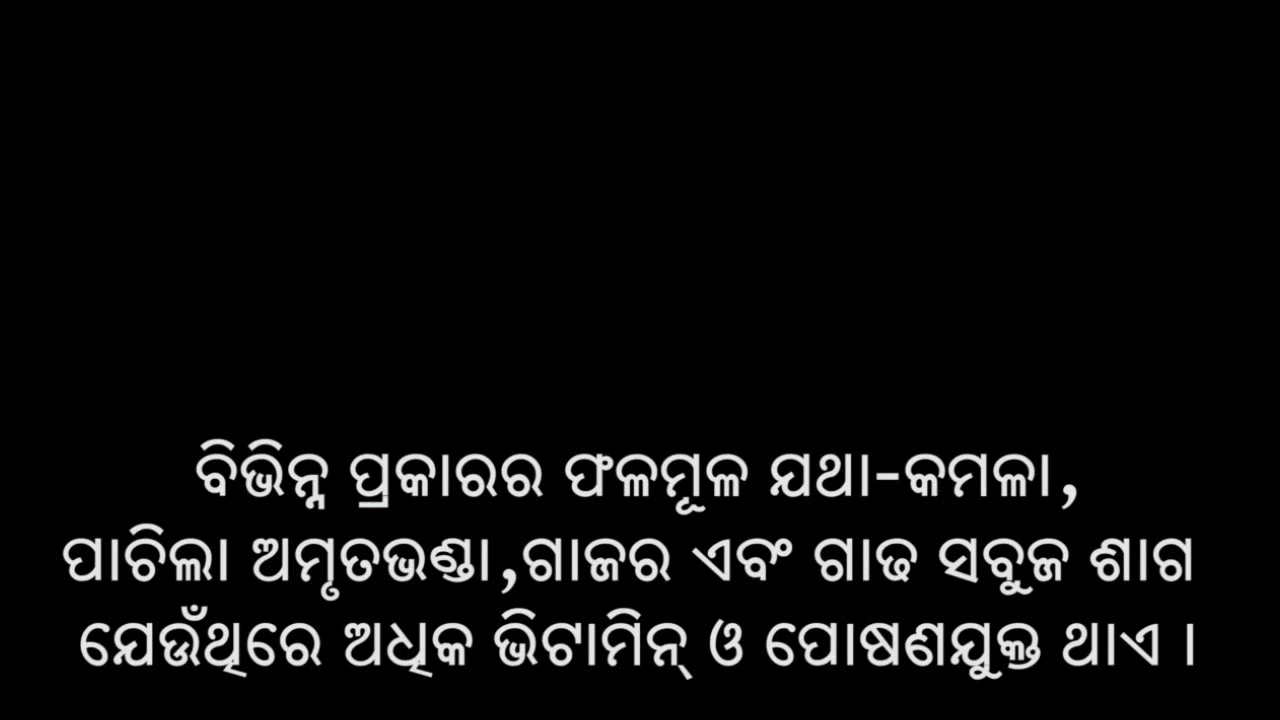 ବିଭିନ୍ନ ପ୍ରକାରର ଫଳମୂଳ ଯଥା-କମଳା,
ପାଚିଲା ଅମୃତଭଣ୍ଡା,ଗାଜର ଏବଂ ଗାଢ ସବୁଜ ଶାଗ
ଯେଉଁଥିରେ ଅଧିକ ଭିଟାମିନ୍ ଓ ପୋଷଣଯୁକ୍ତ ଥାଏ ।